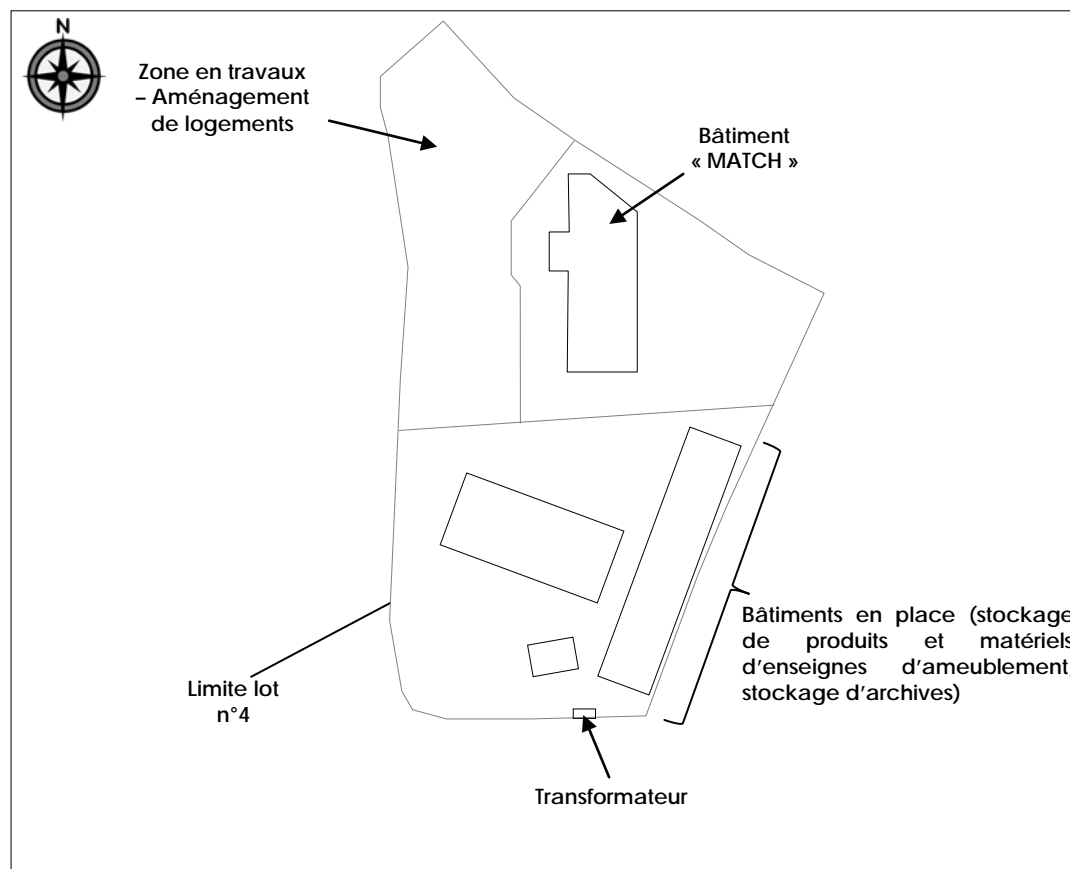 N
Zone en travaux
– Aménagement
de logements
Bâtiment
« MATCH »
Bâtiments en place (stockage
de produits et matériels
d'enseignes d'ameublement,
stockage d'archives)
Limite lot
n°4
Transformateur